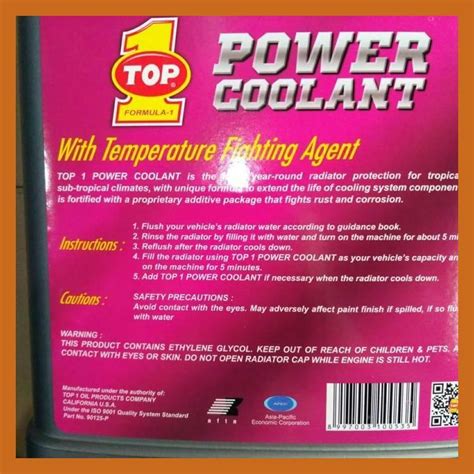 1
TOP
FORMULA-1
POWER
COOLANT
With Temperature Fighting Agent
TOP 1 POWER COOLANT is the year-round radiator protection for tropica
sub-tropical climates, with unique formula to extend the life of cooling system component
is fortified with a proprietary additive package that fights rust and corrosion.
Instructions :
1. Flush your vehicle's radiator water according to guidance book.
2. Rinse the radiator by filling it with water and turn on the machine for about 5 mi
3. Reflush after the radiator cools down.
4. Fill the radiator using TOP 1 POWER COOLANT as your vehicle's capacity an
on the machine for 5 minutes.
5. Add TOP 1 POWER COOLANT if necessary when the radiator cools down.
Cautions :
SAFETY PRECAUTIONS :
Avoid contact with the eyes. May adversely affect paint finish if spilled, if so flu
with water
WARNING :
THIS PRODUCT CONTAINS ETHYLENE GLYCOL. KEEP OUT OF REACH OF CHILDREN & PETS. A
CONTACT WITH EYES OR SKIN. DO NOT OPEN RADIATOR CAP WHILE ENGINE IS STILL HOT.
Manufactured under the authority of:
TOP 1 OIL PRODUCTS COMPANY
CALIFORNIA U.S.A.
Under the ISO 9001 Quality System Standard
Part No. 90125-P
afta
APEC
Asia-Pacific
Economic Corporation
8997003100553